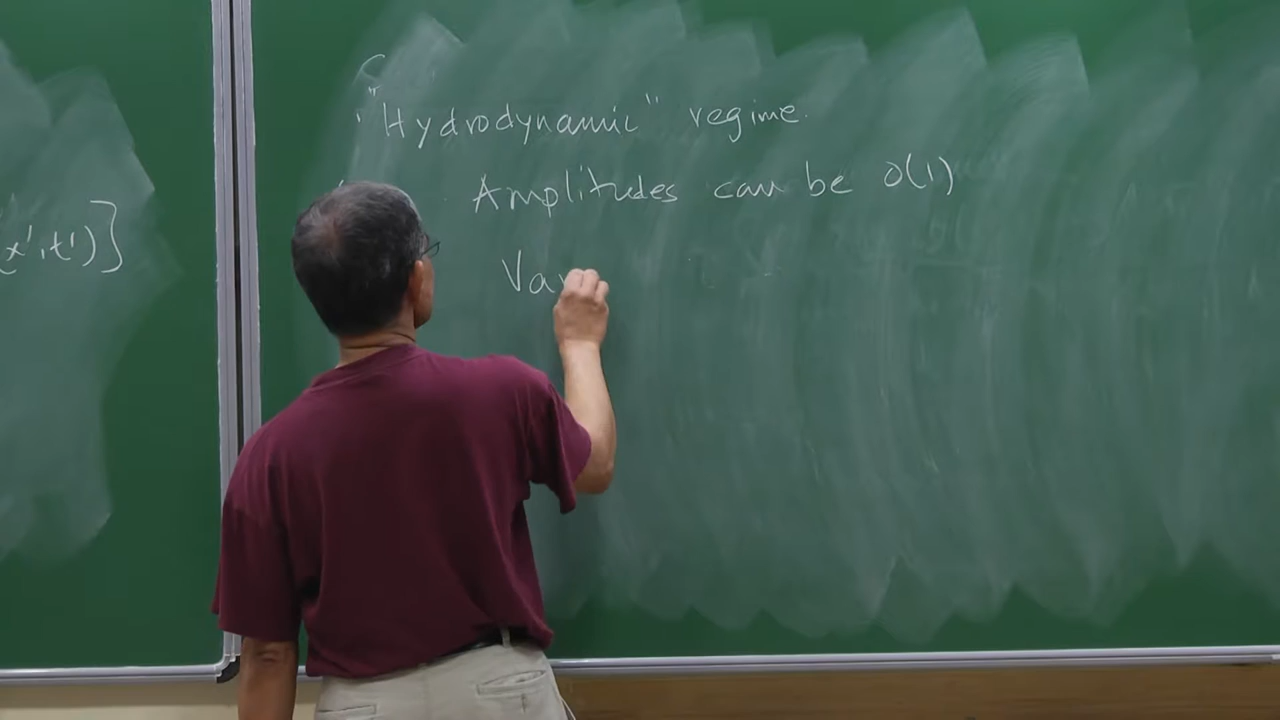 x',t')]
"Hydrodynamic" regime.
Amplitudes can be O(1)
Va